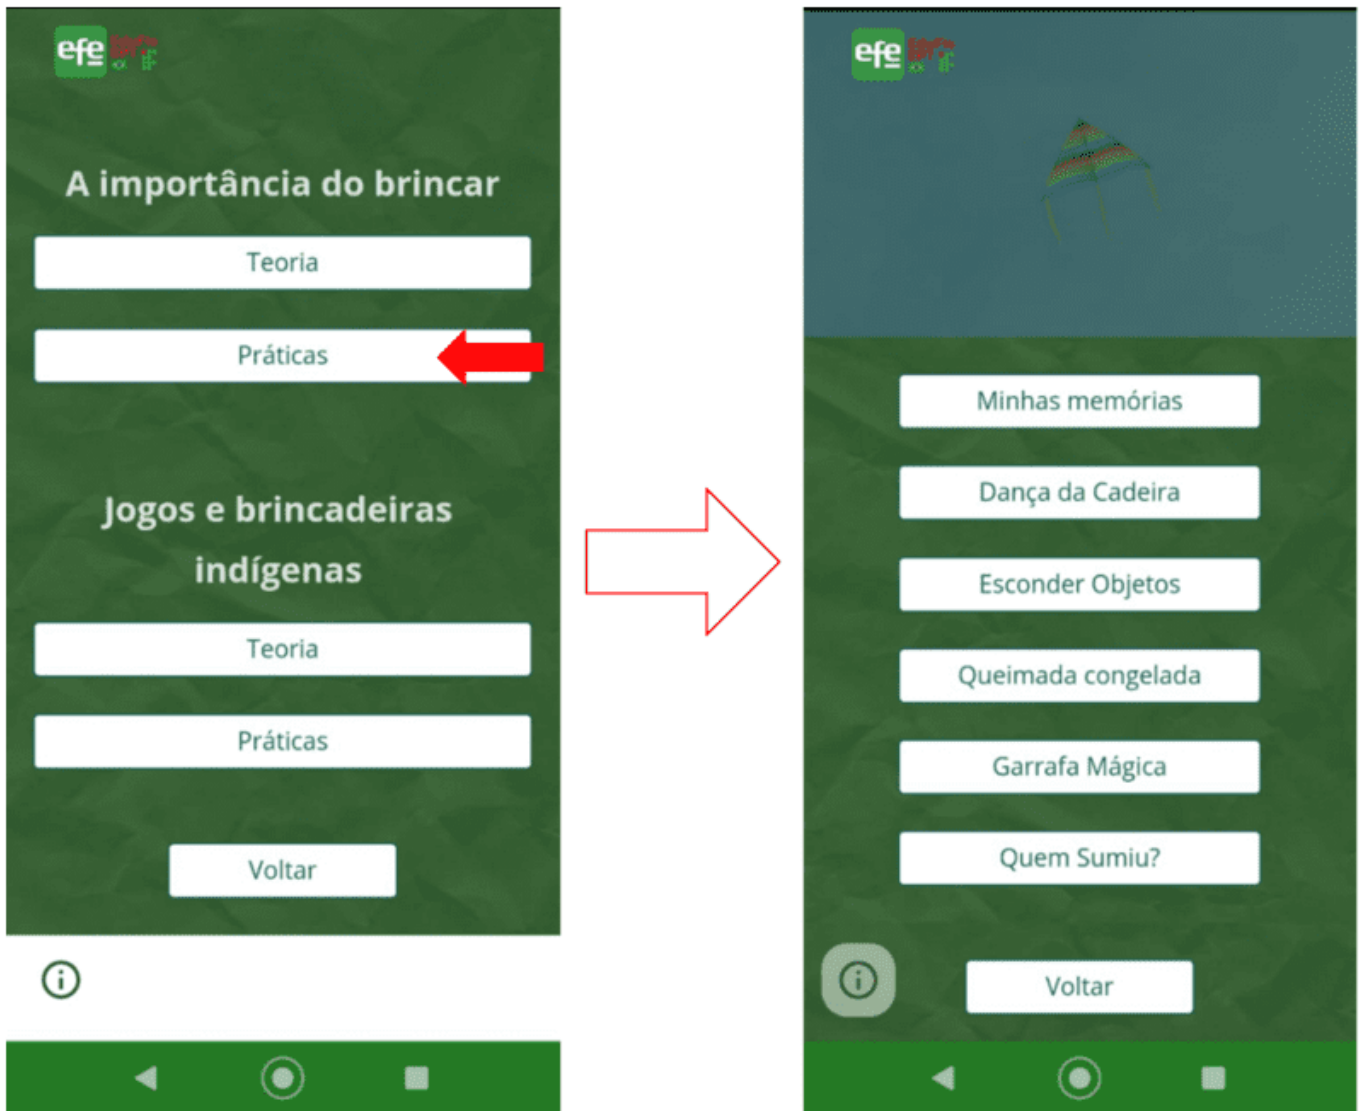 efe
A importância do brincar
Teoria
Práticas
Jogos e brincadeiras
indígenas
Teoria
Práticas
Voltar
efe
Minhas memórias
Dança da Cadeira
Esconder Objetos
Queimada congelada
Garrafa Mágica
Quem Sumiu?
Voltar